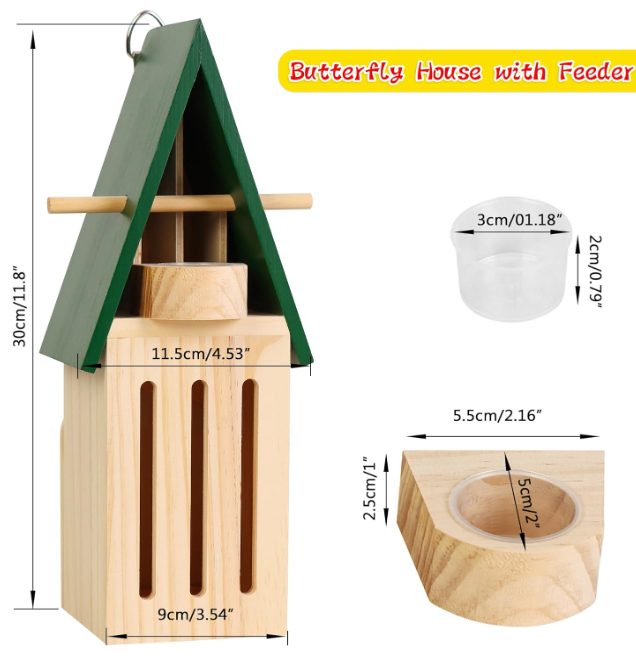 Butterfly House with Feeder
3cm/01.18"
2cm/0.79"
30cm/11.8"
11.5cm/4.53"
5.5cm/2.16"
2.5cm/1"
5cm/2"
9cm/3.54"